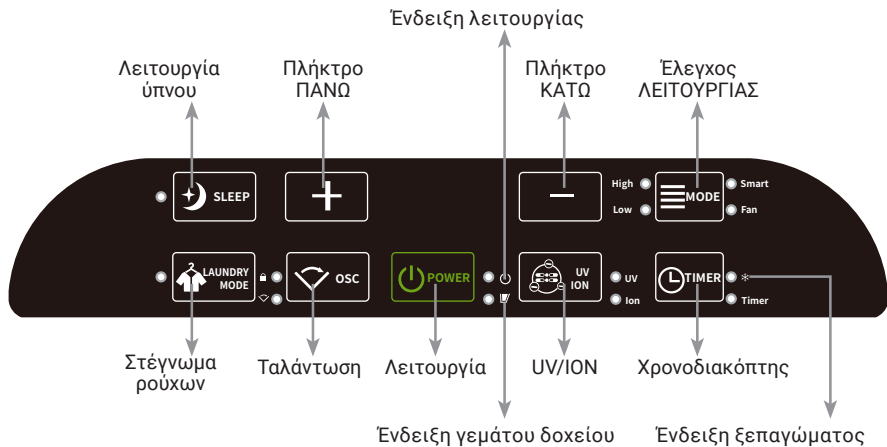 Ένδειξη λειτουργίας
Λειτουργία
ύπνου
Πλήκτρο
ΠΑΝΩ
Πλήκτρο
ΚΑΤΩ
Έλεγχος
ΛΕΙΤΟΥΡΓΙΑΣ
SLEEP
High
Low
MODE
Smart
Fan
LAUNDRY
MODE
OSC
POWER
UV
ION
UV
Ion
TIMER
Timer
Στέγνωμα
ρούχων
Ταλάντωση
Λειτουργία
UV/ION
Χρονοδιακόπτης
Ένδειξη γεμάτου δοχείου
Ένδειξη ξεπαγώματος